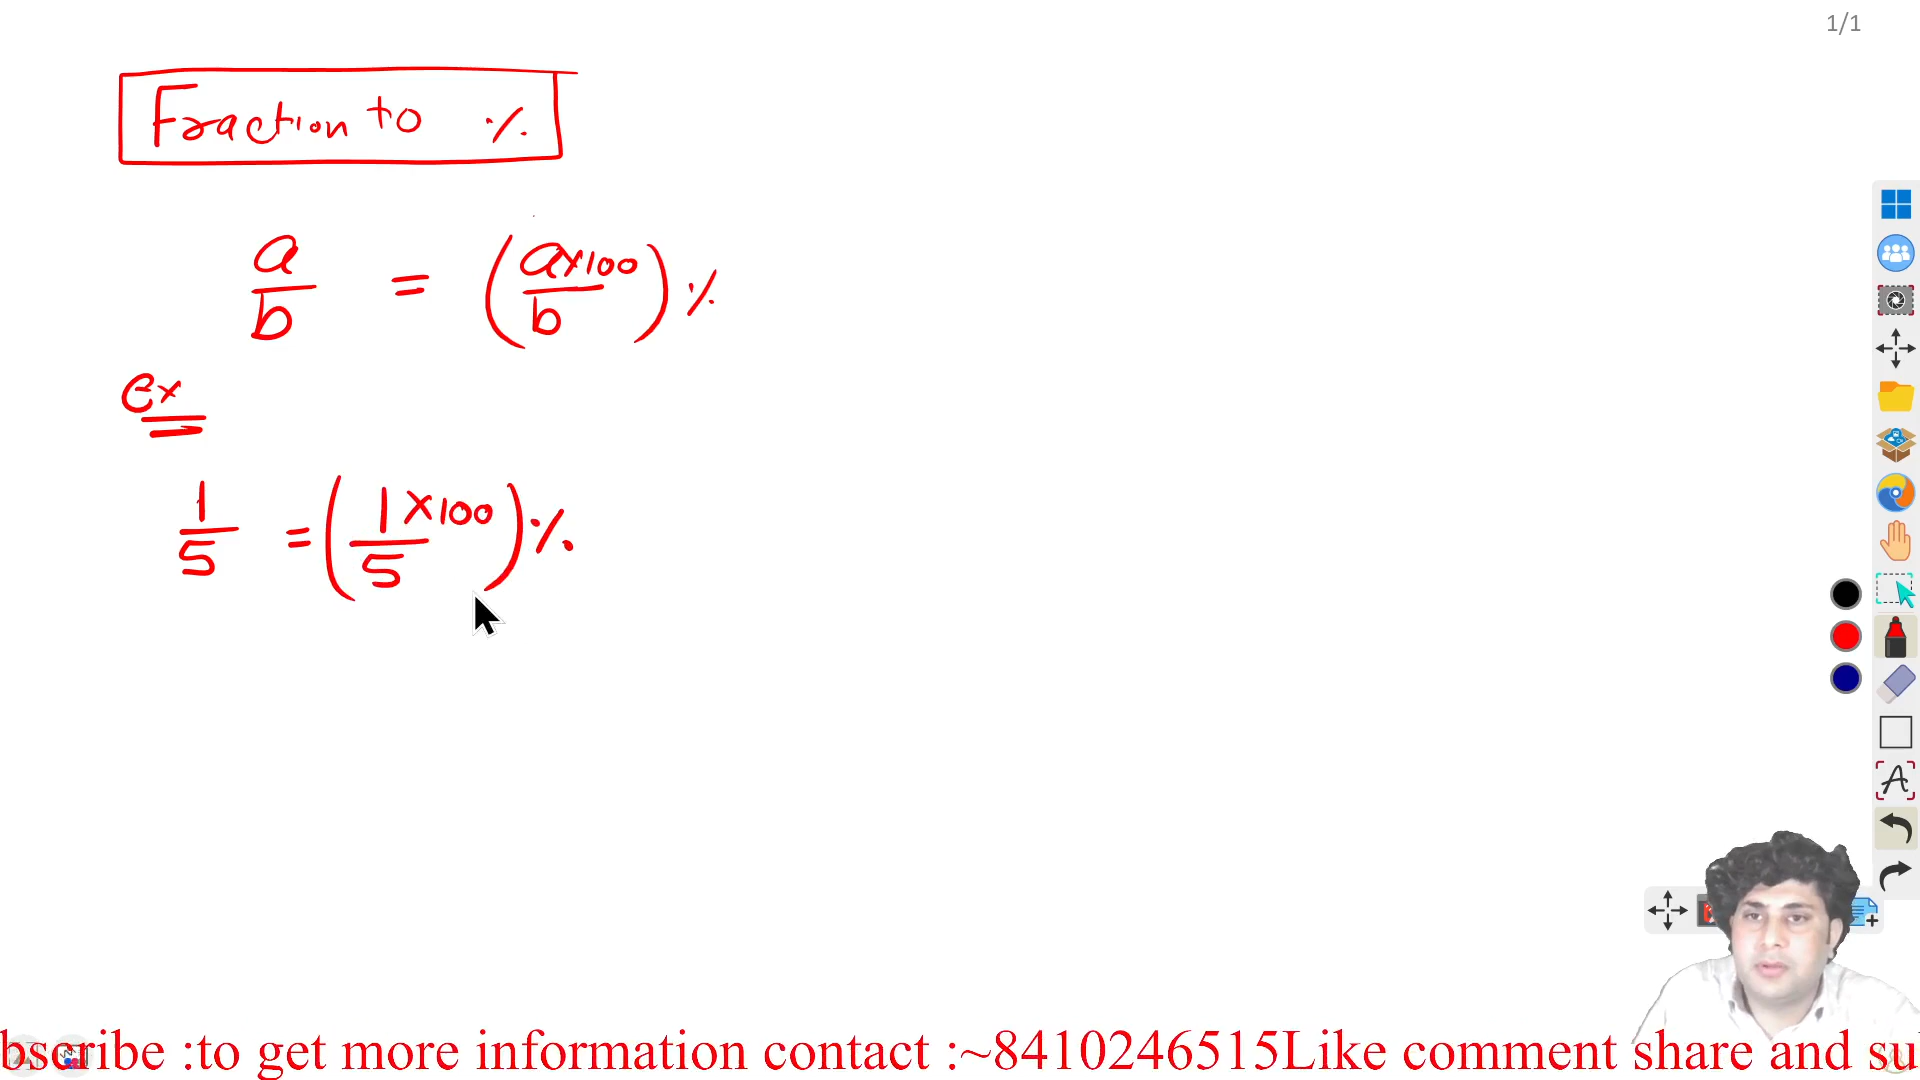 1/1
Fraction to %
a/b = (a×100/b)%
ex
1/5 = (1×100/5)%
bscribe :to get more information contact :~8410246515Like comment share and su